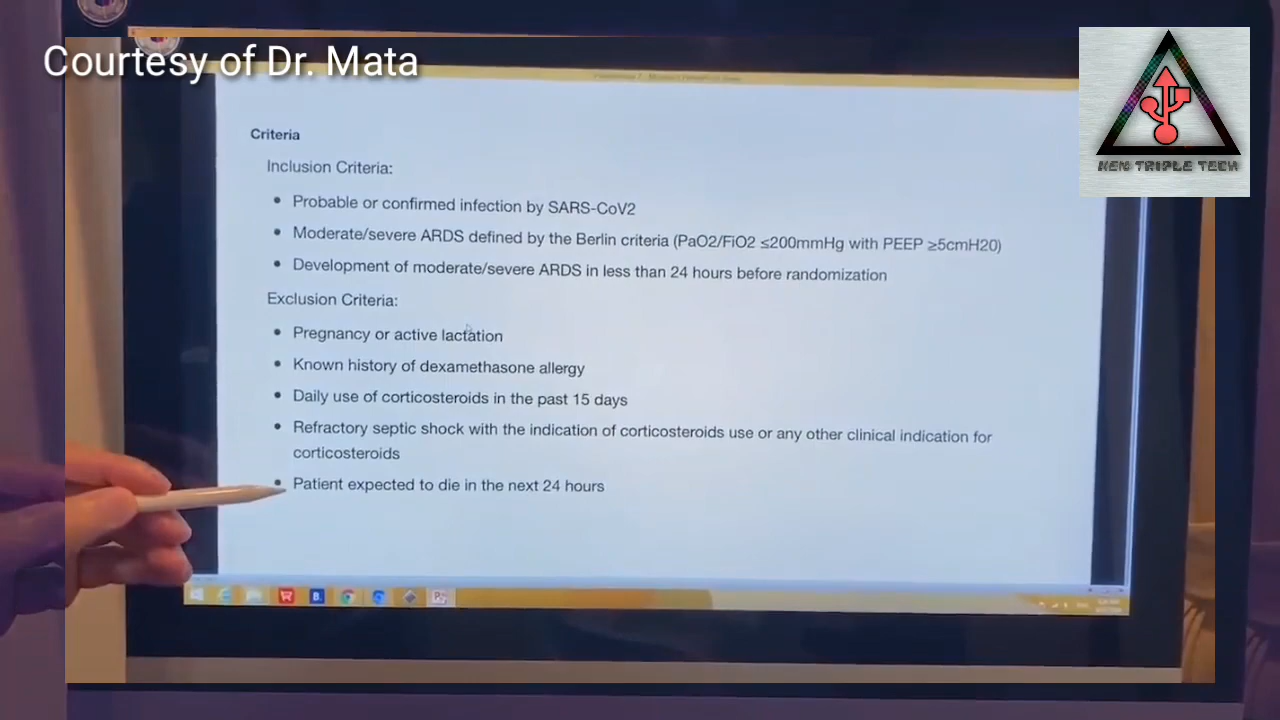 Courtesy of Dr. Mata
KEN TRIPLE TECH
Criteria
Inclusion Criteria:
• Probable or confirmed infection by SARS-CoV2
• Moderate/severe ARDS defined by the Berlin criteria (PaO2/FiO2 ≤200mmHg with PEEP ≥5cmH20)
• Development of moderate/severe ARDS in less than 24 hours before randomization
Exclusion Criteria:
• Pregnancy or active lactation
• Known history of dexamethasone allergy
• Daily use of corticosteroids in the past 15 days
• Refractory septic shock with the indication of corticosteroids use or any other clinical indication for
corticosteroids
• Patient expected to die in the next 24 hours
B.